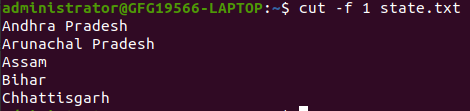 administrator@GFG19566-LAPTOP:~$ cut -f 1 state.txt
Andhra Pradesh
Arunachal Pradesh
Assam
Bihar
Chhattisgarh